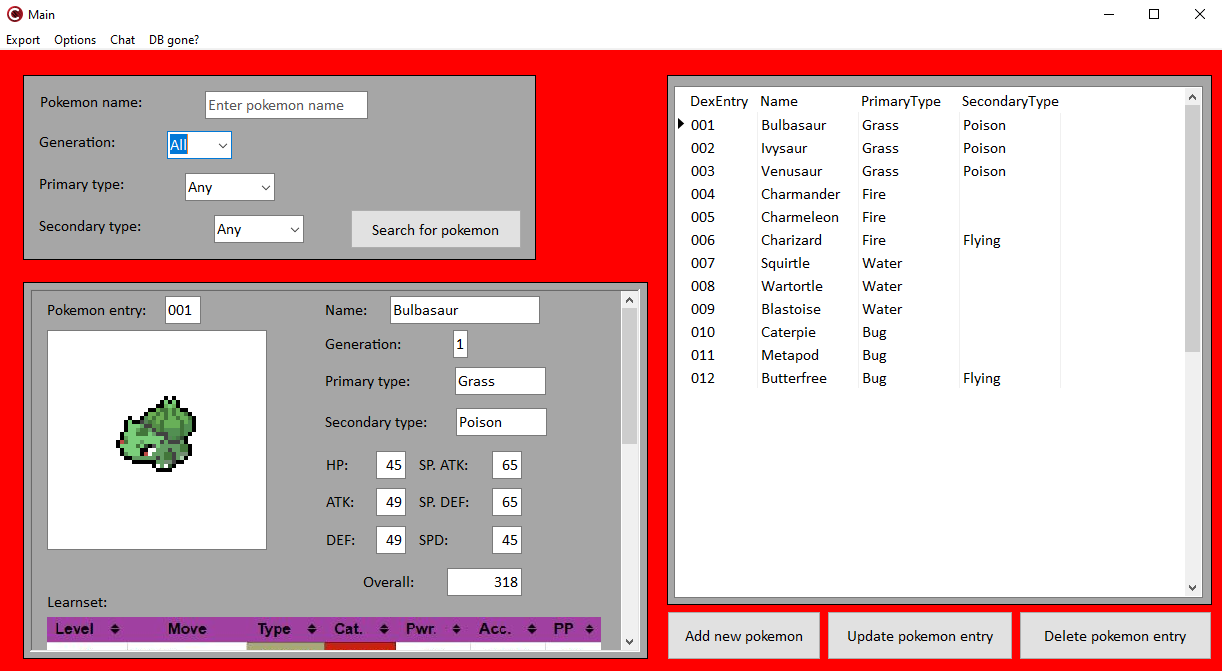 Main
Export Options Chat DB gone?
Pokemon name: Enter pokemon name
Generation: All
Primary type: Any
Secondary type: Any
Search for pokemon
Pokemon entry: 001
Name: Bulbasaur
Generation: 1
Primary type: Grass
Secondary type: Poison
HP: 45 SP. ATK: 65
ATK: 49 SP. DEF: 65
DEF: 49 SPD: 45
Overall: 318
Learnset:
Level Move Type Cat. Pwr. Acc. PP
DexEntry Name PrimaryType SecondaryType
001 Bulbasaur Grass Poison
002 Ivysaur Grass Poison
003 Venusaur Grass Poison
004 Charmander Fire
005 Charmeleon Fire
006 Charizard Fire Flying
007 Squirtle Water
008 Wartortle Water
009 Blastoise Water
010 Caterpie Bug
011 Metapod Bug
012 Butterfree Bug Flying
Add new pokemon Update pokemon entry Delete pokemon entry